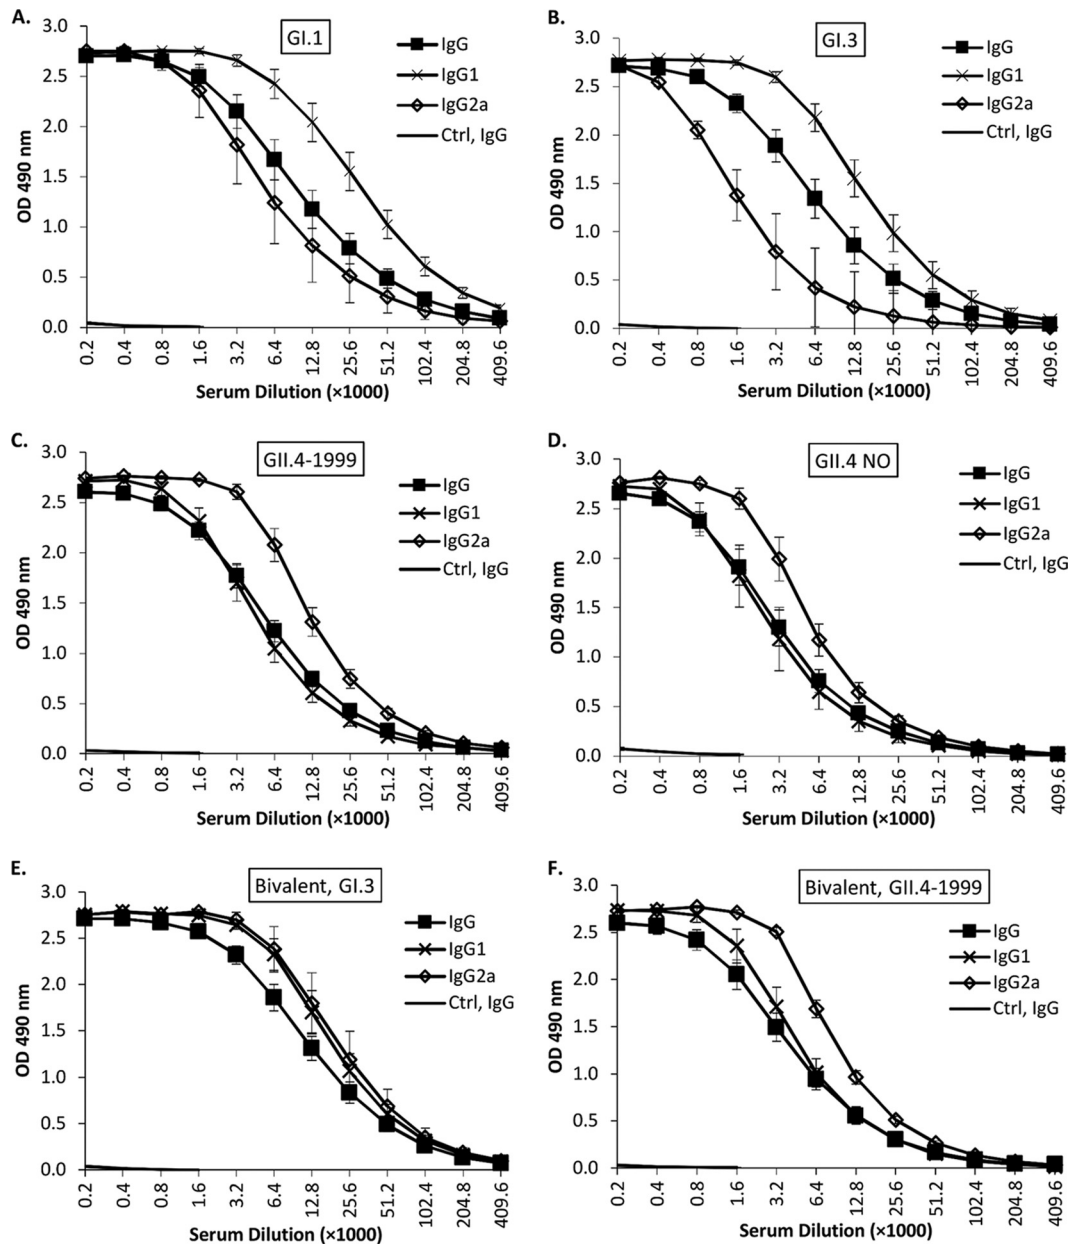 A.
GI.1
3.0
2.5
2.0
1.5
1.0
0.5
0.0
OD 490 nm
IgG
IgG1
IgG2a
Ctrl, IgG
0.2 0.4 0.8 1.6 3.2 6.4 12.8 25.6 51.2 102.4 204.8 409.6
Serum Dilution (×1000)
B.
GI.3
3.0
2.5
2.0
1.5
1.0
0.5
0.0
OD 490 nm
IgG
IgG1
IgG2a
Ctrl, IgG
0.2 0.4 0.8 1.6 3.2 6.4 12.8 25.6 51.2 102.4 204.8 409.6
Serum Dilution (×1000)
C.
GII.4-1999
3.0
2.5
2.0
1.5
1.0
0.5
0.0
OD 490 nm
IgG
IgG1
IgG2a
Ctrl, IgG
0.2 0.4 0.8 1.6 3.2 6.4 12.8 25.6 51.2 102.4 204.8 409.6
Serum Dilution (×1000)
D.
GII.4 NO
3.0
2.5
2.0
1.5
1.0
0.5
0.0
OD 490 nm
IgG
IgG1
IgG2a
Ctrl, IgG
0.2 0.4 0.8 1.6 3.2 6.4 12.8 25.6 51.2 102.4 204.8 409.6
Serum Dilution (×1000)
E.
Bivalent, GI.3
3.0
2.5
2.0
1.5
1.0
0.5
0.0
OD 490 nm
IgG
IgG1
IgG2a
Ctrl, IgG
0.2 0.4 0.8 1.6 3.2 6.4 12.8 25.6 51.2 102.4 204.8 409.6
Serum Dilution (×1000)
F.
Bivalent, GII.4-1999
3.0
2.5
2.0
1.5
1.0
0.5
0.0
OD 490 nm
IgG
IgG1
IgG2a
Ctrl, IgG
0.2 0.4 0.8 1.6 3.2 6.4 12.8 25.6 51.2 102.4 204.8 409.6
Serum Dilution (×1000)